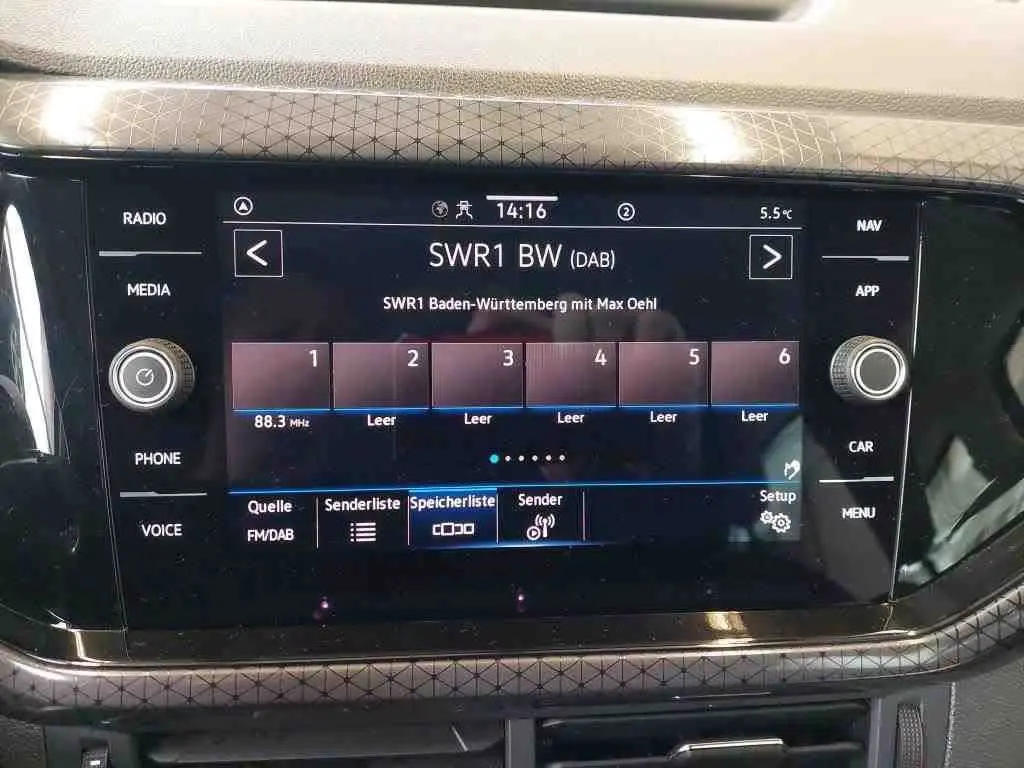 RADIO
MEDIA
PHONE
VOICE
14:16
2
5.5°C
SWR1 BW (DAB)
SWR1 Baden-Württemberg mit Max Oehl
1 2 3 4 5 6
88.3 MHz Leer Leer Leer Leer Leer
Quelle Senderliste Speicherliste Sender Setup
FM/DAB
NAV
APP
CAR
MENU